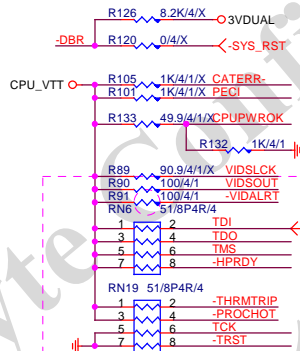 R126 8.2K/4/X 3VDUAL
-DBR R120 0/4/X -SYS_RST
CPU_VTT R105 1K/4/1/X CATERR-
R101 1K/4/1/X PECI
R133 49.9/4/1/X CPUPWROK
R132 1K/4/1
R89 90.9/4/1/X VIDSLCK
R90 100/4/1 VIDSOUT
R91 100/4/1 -VIDALRT
RN6 51/8P4R/4
1 2 TDI
3 4 TDO
5 6 TMS
7 8 -HPRDY
RN19 51/8P4R/4
1 2 -THRMTRIP
3 4 -PROCHOT
5 6 TCK
7 8 -TRST